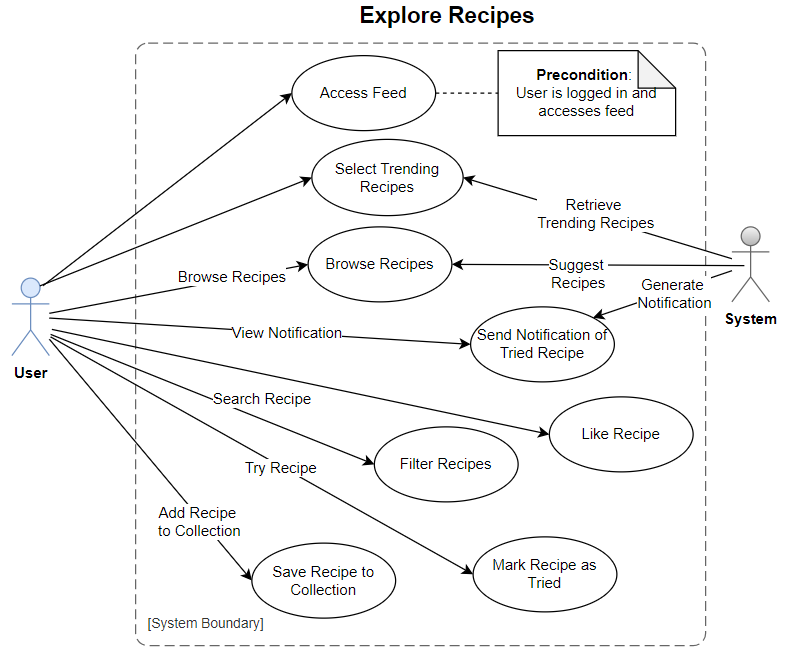 Explore Recipes
Access Feed
Precondition:
User is logged in and
accesses feed
Select Trending
Recipes
Retrieve
Trending Recipes
Browse Recipes
Browse Recipes
Suggest
Recipes
Generate
Notification
System
View Notification
Send Notification of
Tried Recipe
User
Search Recipe
Like Recipe
Try Recipe
Filter Recipes
Add Recipe
to Collection
Save Recipe to
Collection
Mark Recipe as
Tried
[System Boundary]